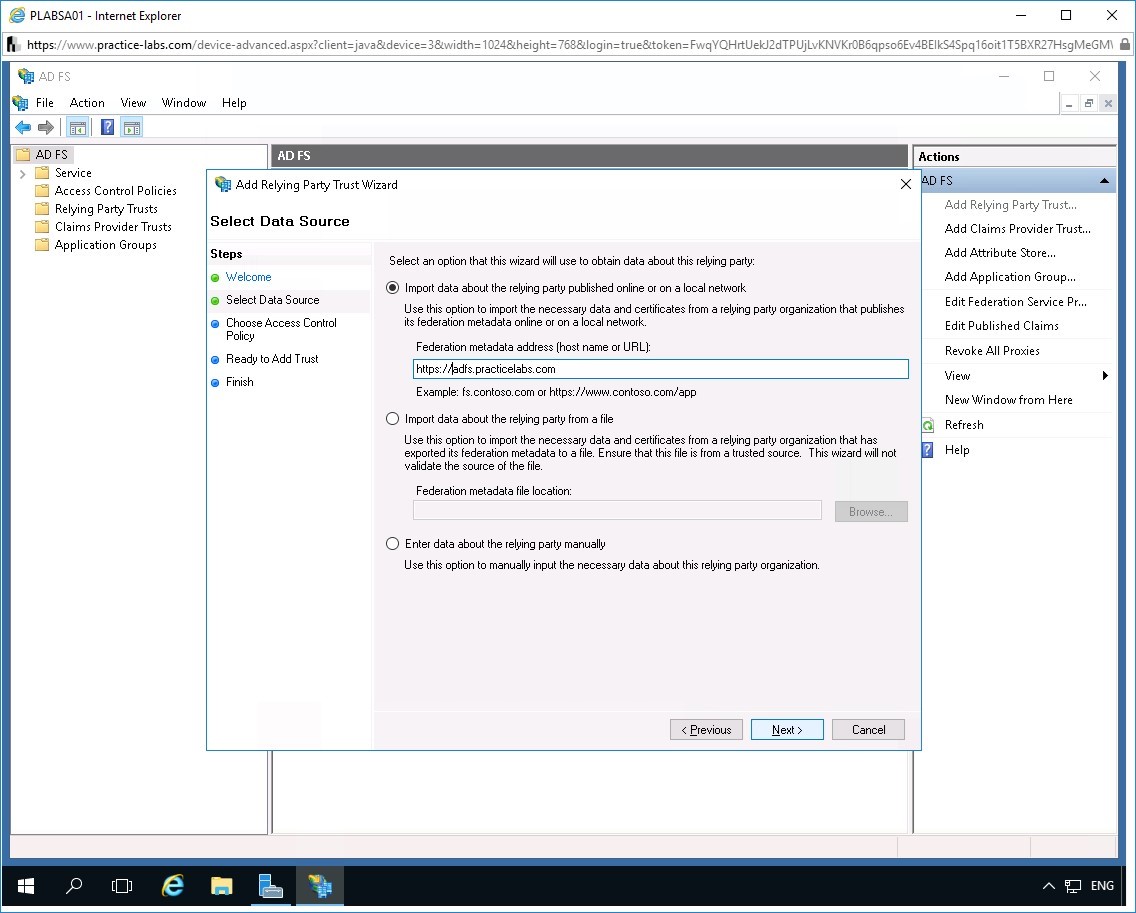 PLABSA01 - Internet Explorer
https://www.practice-labs.com/device-advanced.aspx?client=java&device=3&width=1024&height=768&login=true&token=FwqYQHrtUekJ2dTPUjLvKNVKr0B6qpso6Ev4BEIkS4Spq16oit1T5BXR27HsgMeGM
AD FS
File Action View Window Help
AD FS
Service
Access Control Policies
Relying Party Trusts
Claims Provider Trusts
Application Groups
AD FS
Add Relying Party Trust Wizard
Select Data Source
Steps
Welcome
Select Data Source
Choose Access Control
Policy
Ready to Add Trust
Finish
Select an option that this wizard will use to obtain data about this relying party:
Import data about the relying party published online or on a local network
Use this option to import the necessary data and certificates from a relying party organization that publishes
its federation metadata online or on a local network.
Federation metadata address (host name or URL):
https://adfs.practicelabs.com
Example: fs.contoso.com or https://www.contoso.com/app
Import data about the relying party from a file
Use this option to import the necessary data and certificates from a relying party organization that has
exported its federation metadata to a file. Ensure that this file is from a trusted source. This wizard will not
validate the source of the file.
Federation metadata file location:
Browse...
Enter data about the relying party manually
Use this option to manually input the necessary data about this relying party organization.
< Previous
Next >
Cancel
Actions
AD FS
Add Relying Party Trust...
Add Claims Provider Trust...
Add Attribute Store...
Add Application Group...
Edit Federation Service Pr...
Edit Published Claims
Revoke All Proxies
View
New Window from Here
Refresh
Help
ENG